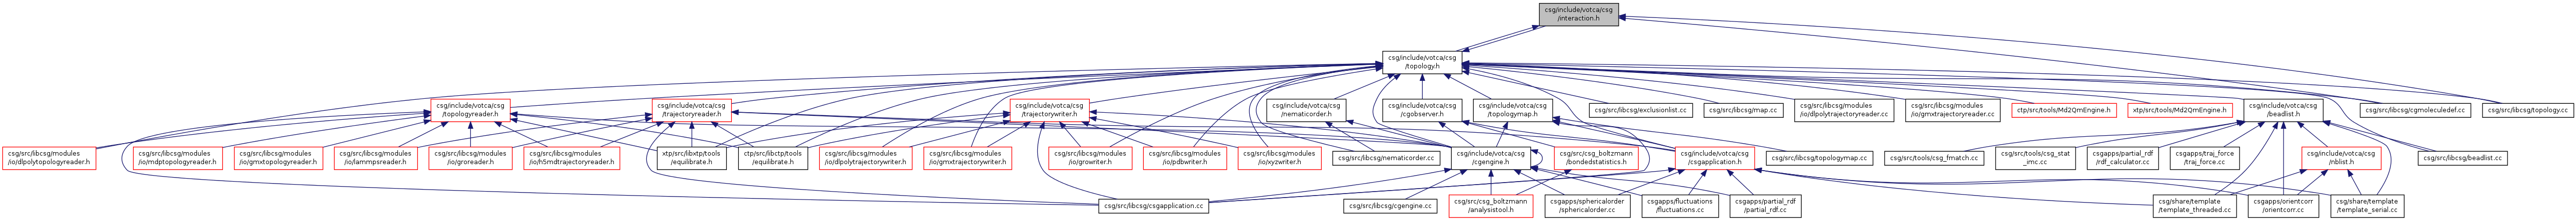 csg/include/votca/csg
/interaction.h
csg/include/votca/csg
/topology.h
csg/include/votca/csg
/topologyreader.h
csg/include/votca/csg
/trajectoryreader.h
csg/include/votca/csg
/trajectorywriter.h
csg/include/votca/csg
/nematicorder.h
csg/include/votca/csg
/cgobserver.h
csg/include/votca/csg
/topologymap.h
csg/src/libcsg/exclusionlist.cc
csg/src/libcsg/map.cc
csg/src/libcsg/modules
/io/dlpolytrajectoryreader.cc
csg/src/libcsg/modules
/io/gmxtrajectoryreader.cc
ctp/src/tools/Md2QmEngine.h
xtp/src/tools/Md2QmEngine.h
csg/include/votca/csg
/beadlist.h
csg/src/libcsg/cgmoleculedef.cc
csg/src/libcsg/topology.cc
csg/src/libcsg/modules
/io/dlpolytopologyreader.h
csg/src/libcsg/modules
/io/mdptopologyreader.h
csg/src/libcsg/modules
/io/gmxtopologyreader.h
csg/src/libcsg/modules
/io/lammpsreader.h
csg/src/libcsg/modules
/io/groreader.h
csg/src/libcsg/modules
/io/h5mdtrajectoryreader.h
xtp/src/libxtp/tools
/equilibrate.h
ctp/src/libctp/tools
/equilibrate.h
csg/src/libcsg/modules
/io/dlpolytrajectorywriter.h
csg/src/libcsg/modules
/io/gmxtrajectorywriter.h
csg/src/libcsg/modules
/io/growriter.h
csg/src/libcsg/modules
/io/pdbwriter.h
csg/src/libcsg/modules
/io/xyzwriter.h
csg/src/libcsg/nematicorder.cc
csg/include/votca/csg
/cgengine.h
csg/src/csg_boltzmann
/bondedstatistics.h
csg/include/votca/csg
/csgapplication.h
csg/src/libcsg/topologymap.cc
csg/src/tools/csg_fmatch.cc
csg/src/tools/csg_stat
_imc.cc
csgapps/partial_rdf
/rdf_calculator.cc
csgapps/traj_force
/traj_force.cc
csg/include/votca/csg
/nblist.h
csg/src/libcsg/beadlist.cc
csg/src/libcsg/csgapplication.cc
csg/src/libcsg/cgengine.cc
csg/src/csg_boltzmann
/analysistool.h
csgapps/sphericalorder
/sphericalorder.cc
csgapps/fluctuations
/fluctuations.cc
csgapps/partial_rdf
/partial_rdf.cc
csg/share/template
/template_threaded.cc
csgapps/orientcorr
/orientcorr.cc
csg/share/template
/template_serial.cc